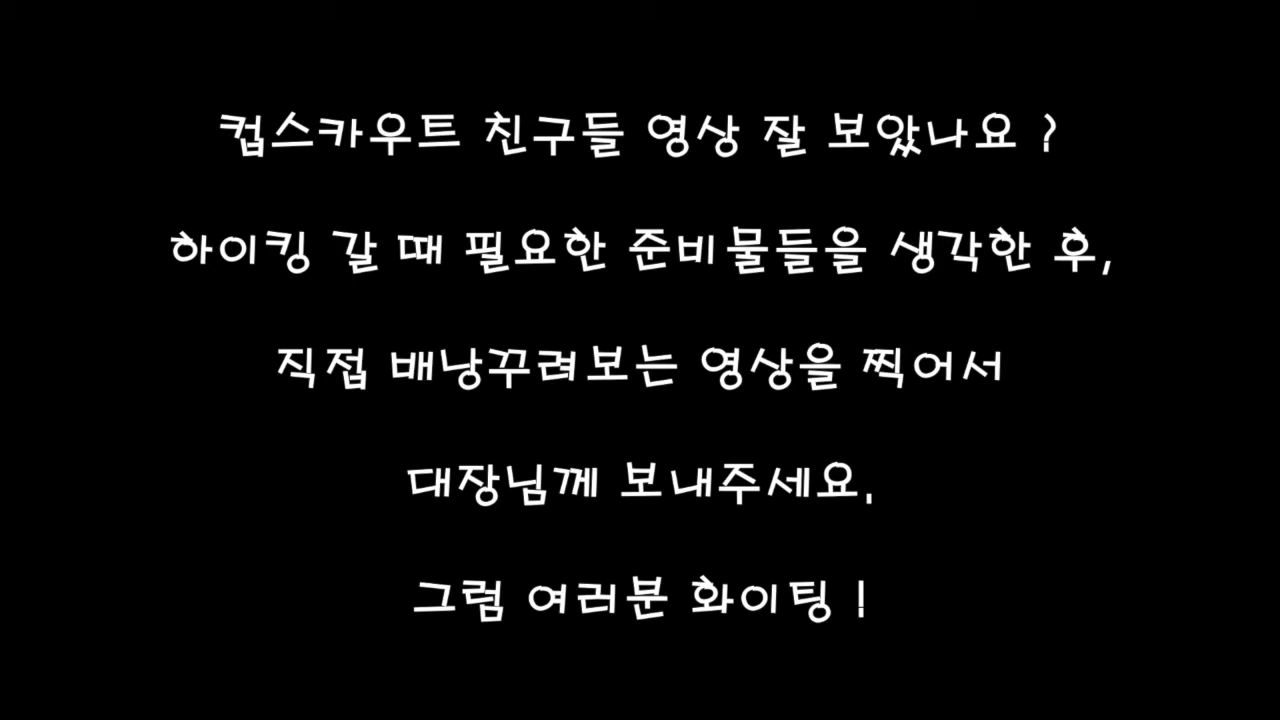 컵스카우트 친구들 영상 잘 보았나요 ?
하이킹 갈 때 필요한 준비물들을 생각한 후,
직접 배낭꾸려보는 영상을 찍어서
대장님께 보내주세요.
그럼 여러분 화이팅 !